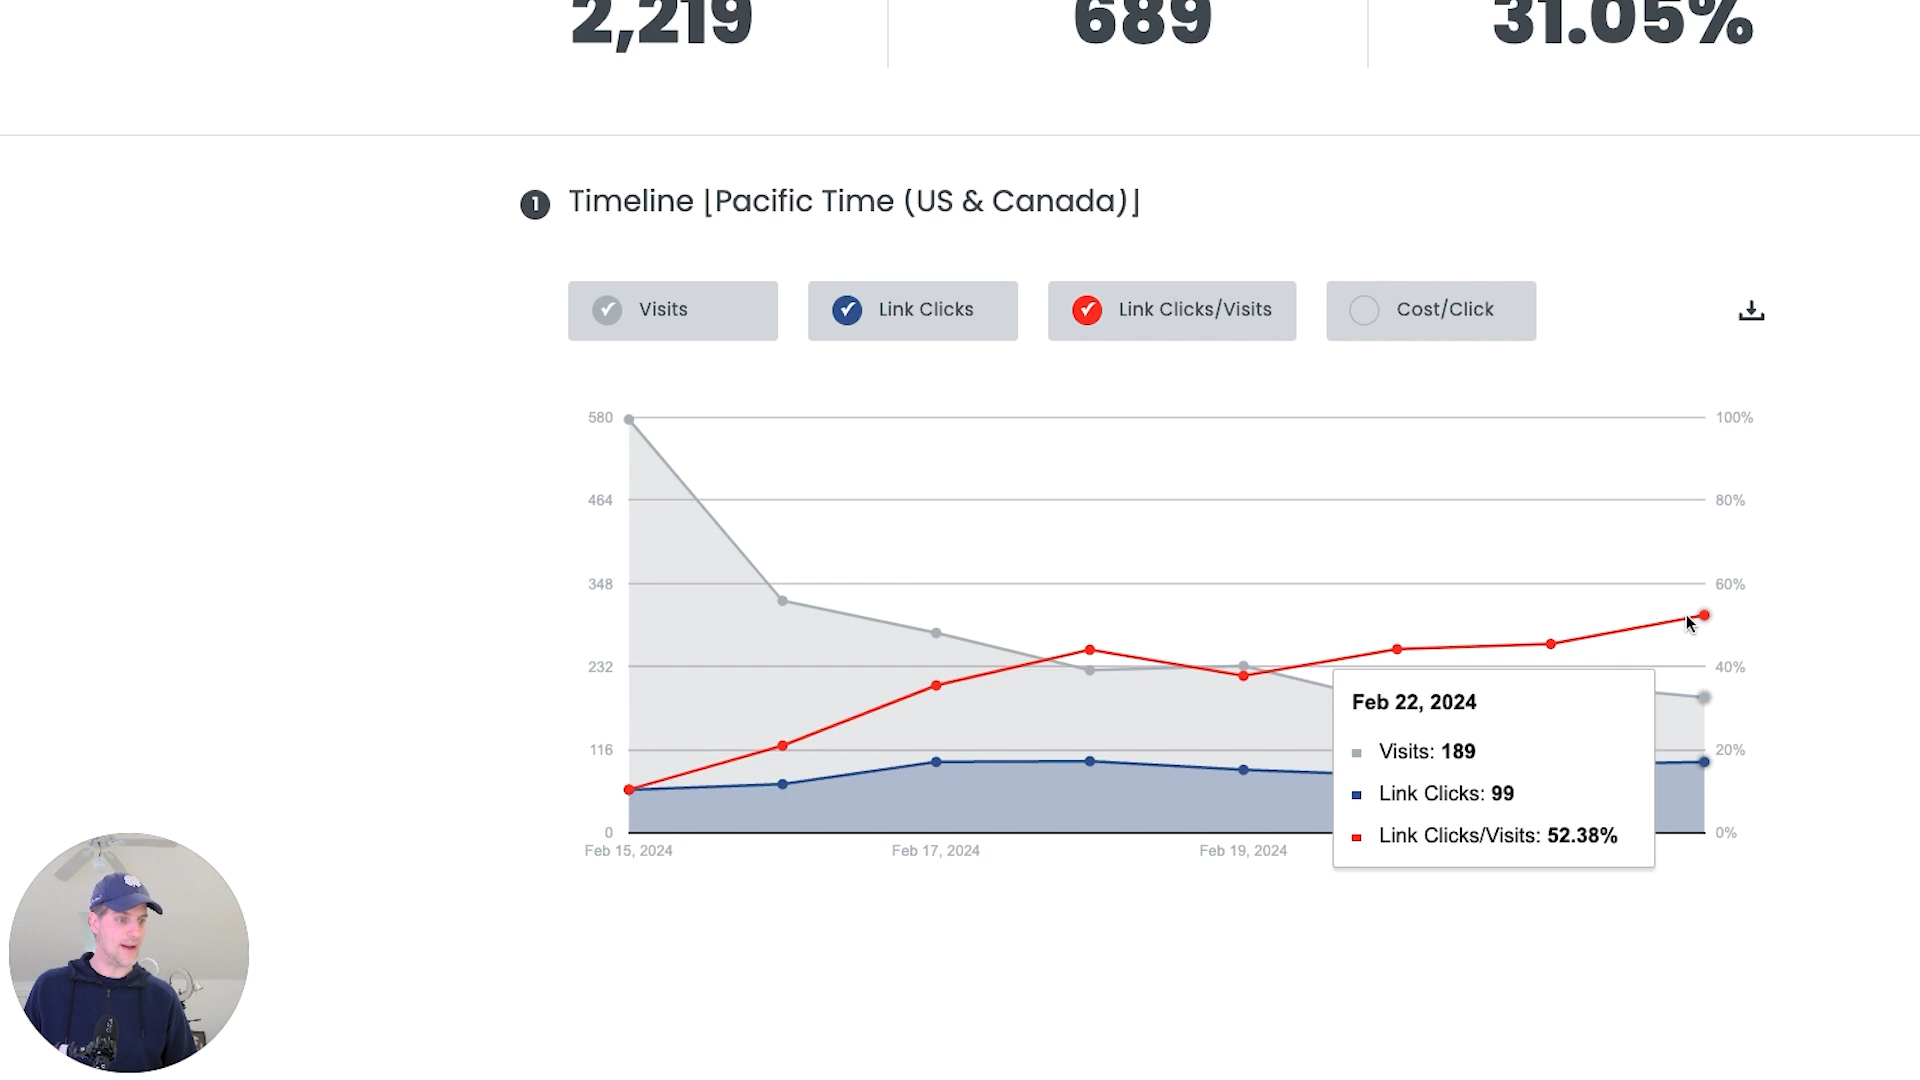 2,219
689
31.05%
1 Timeline [Pacific Time (US & Canada)]
Visits
Link Clicks
Link Clicks/Visits
Cost/Click
580
100%
464
80%
348
60%
232
40%
116
20%
0
0%
Feb 15, 2024
Feb 17, 2024
Feb 19, 2024
Feb 22, 2024
Visits: 189
Link Clicks: 99
Link Clicks/Visits: 52.38%